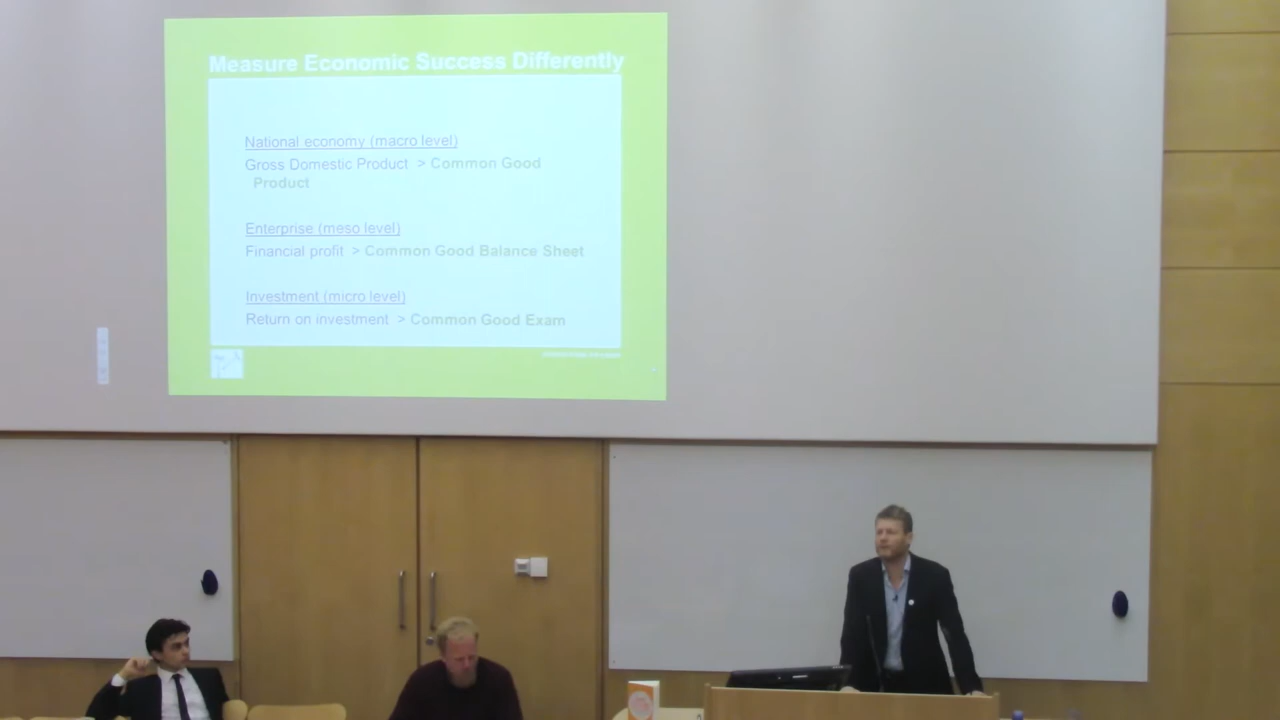 Measure Economic Success Differently
National economy (macro level)
Gross Domestic Product > Common Good
Product
Enterprise (meso level)
Financial profit > Common Good Balance Sheet
Investment (micro level)
Return on investment > Common Good Exam